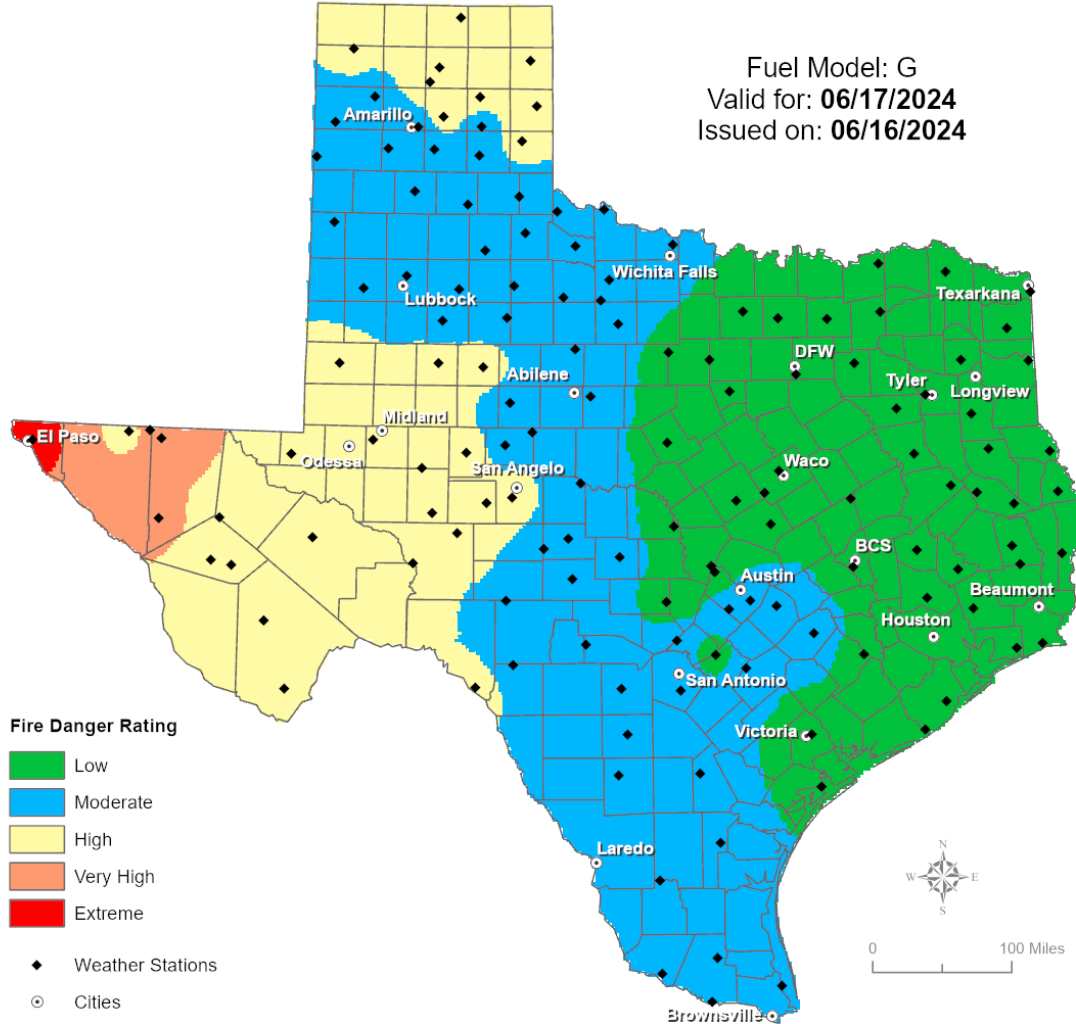 Fuel Model: G
Valid for: 06/17/2024
Issued on: 06/16/2024
Amarillo
Wichita Falls
Lubbock
Texarkana
DFW
Abilene
Tyler
Longview
Midland
El Paso
Odessa
San Angelo
Waco
BCS
Austin
Beaumont
Houston
San Antonio
Victoria
Laredo
Brownsville
Fire Danger Rating
Low
Moderate
High
Very High
Extreme
Weather Stations
Cities
N
W E
S
0 100 Miles